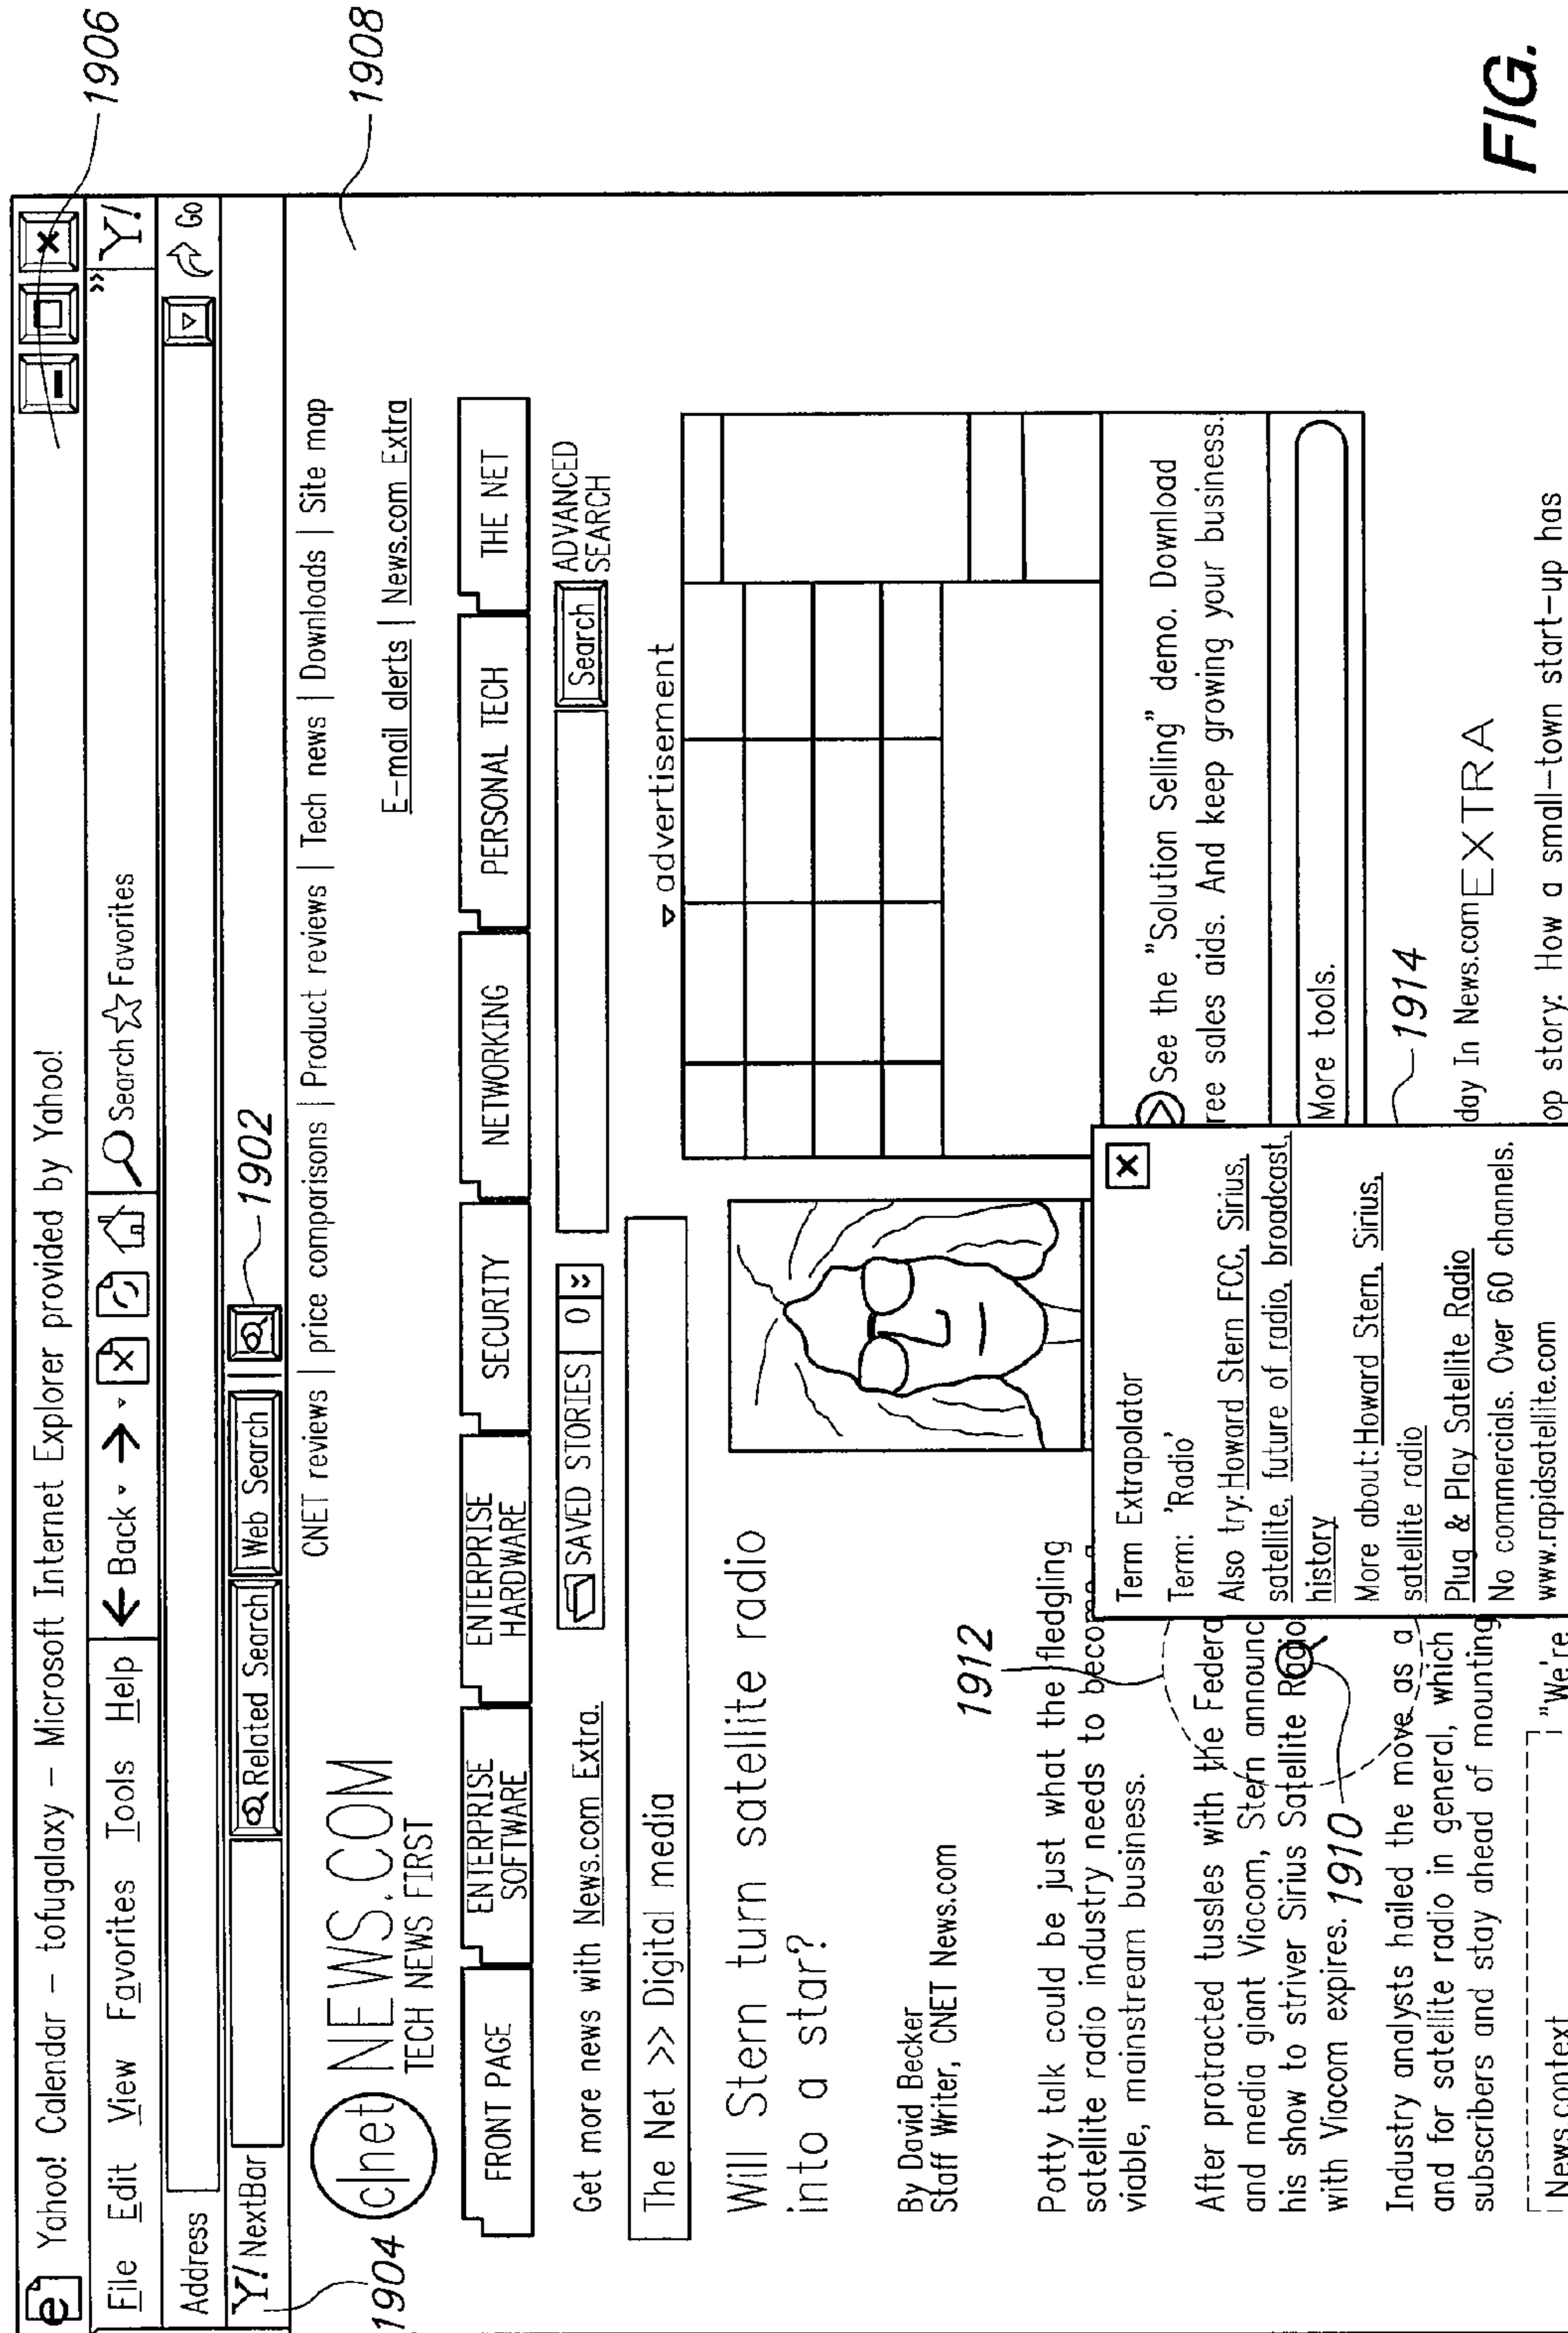 Yahoo! Calendar – tofugalaxy – Microsoft Internet Explorer provided by Yahoo!
1906
File Edit View Favorites Tools Help
Back
Search Favorites
Y!
Address
Go
Y! NextBar
Related Search
Web Search
1902
1904
1908
CNET reviews | price comparisons | Product reviews | Tech news | Downloads | Site map
c|net NEWS.COM
TECH NEWS FIRST
E-mail alerts | News.com Extra
FRONT PAGE
ENTERPRISE
SOFTWARE
ENTERPRISE
HARDWARE
SECURITY
NETWORKING
PERSONAL TECH
THE NET
Get more news with News.com Extra.
SAVED STORIES 0
Search
ADVANCED
SEARCH
The Net >> Digital media
advertisement
Will Stern turn satellite radio
into a star?
By David Becker
Staff Writer, CNET News.com
1912
Potty talk could be just what the fledgling
satellite radio industry needs to become a
viable, mainstream business.
After protracted tussles with the Federa
and media giant Viacom, Stern announc
his show to striver Sirius Satellite Radio
with Viacom expires.
1910
Industry analysts hailed the move as a
and for satellite radio in general, which
subscribers and stay ahead of mounting
News context
"We're
Term Extrapolator
X
Term: 'Radio'
Also try: Howard Stern FCC, Sirius,
satellite, future of radio, broadcast,
history
More about: Howard Stern, Sirius,
satellite radio
Plug & Play Satellite Radio
No commercials. Over 60 channels.
www.rapidsatellite.com
See the "Solution Selling" demo. Download
ree sales aids. And keep growing your business.
More tools.
1914
day In News.com EXTRA
op story: How a small-town start-up has
FIG.